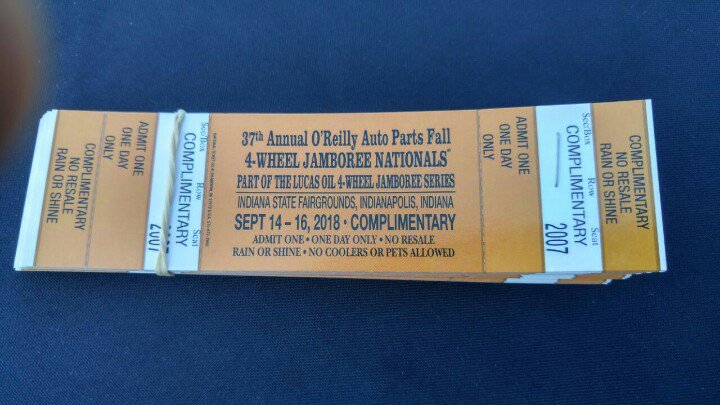 37th Annual O'Reilly Auto Parts Fall
4-WHEEL JAMBOREE NATIONALS®
PART OF THE LUCAS OIL 4-WHEEL JAMBOREE SERIES
INDIANA STATE FAIRGROUNDS, INDIANAPOLIS, INDIANA
SEPT 14 – 16, 2018 • COMPLIMENTARY
ADMIT ONE • ONE DAY ONLY • NO RESALE
RAIN OR SHINE • NO COOLERS OR PETS ALLOWED
ADMIT ONE
ONE DAY
ONLY
Sec/Box Row Seat
COMPLIMENTARY
2007
COMPLIMENTARY
NO RESALE
RAIN OR SHINE
ADMIT ONE
ONE DAY
ONLY
COMPLIMENTARY
NO RESALE
RAIN OR SHINE
Sec/Box Row Seat
COMPLIMENTARY
2007